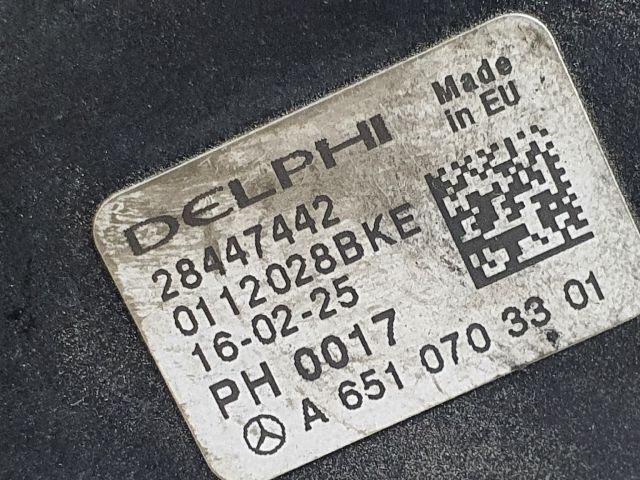 DELPHI
Made
in EU
28447442
0112028BKE
16-02-25
PH 0017
A 651 070 33 01